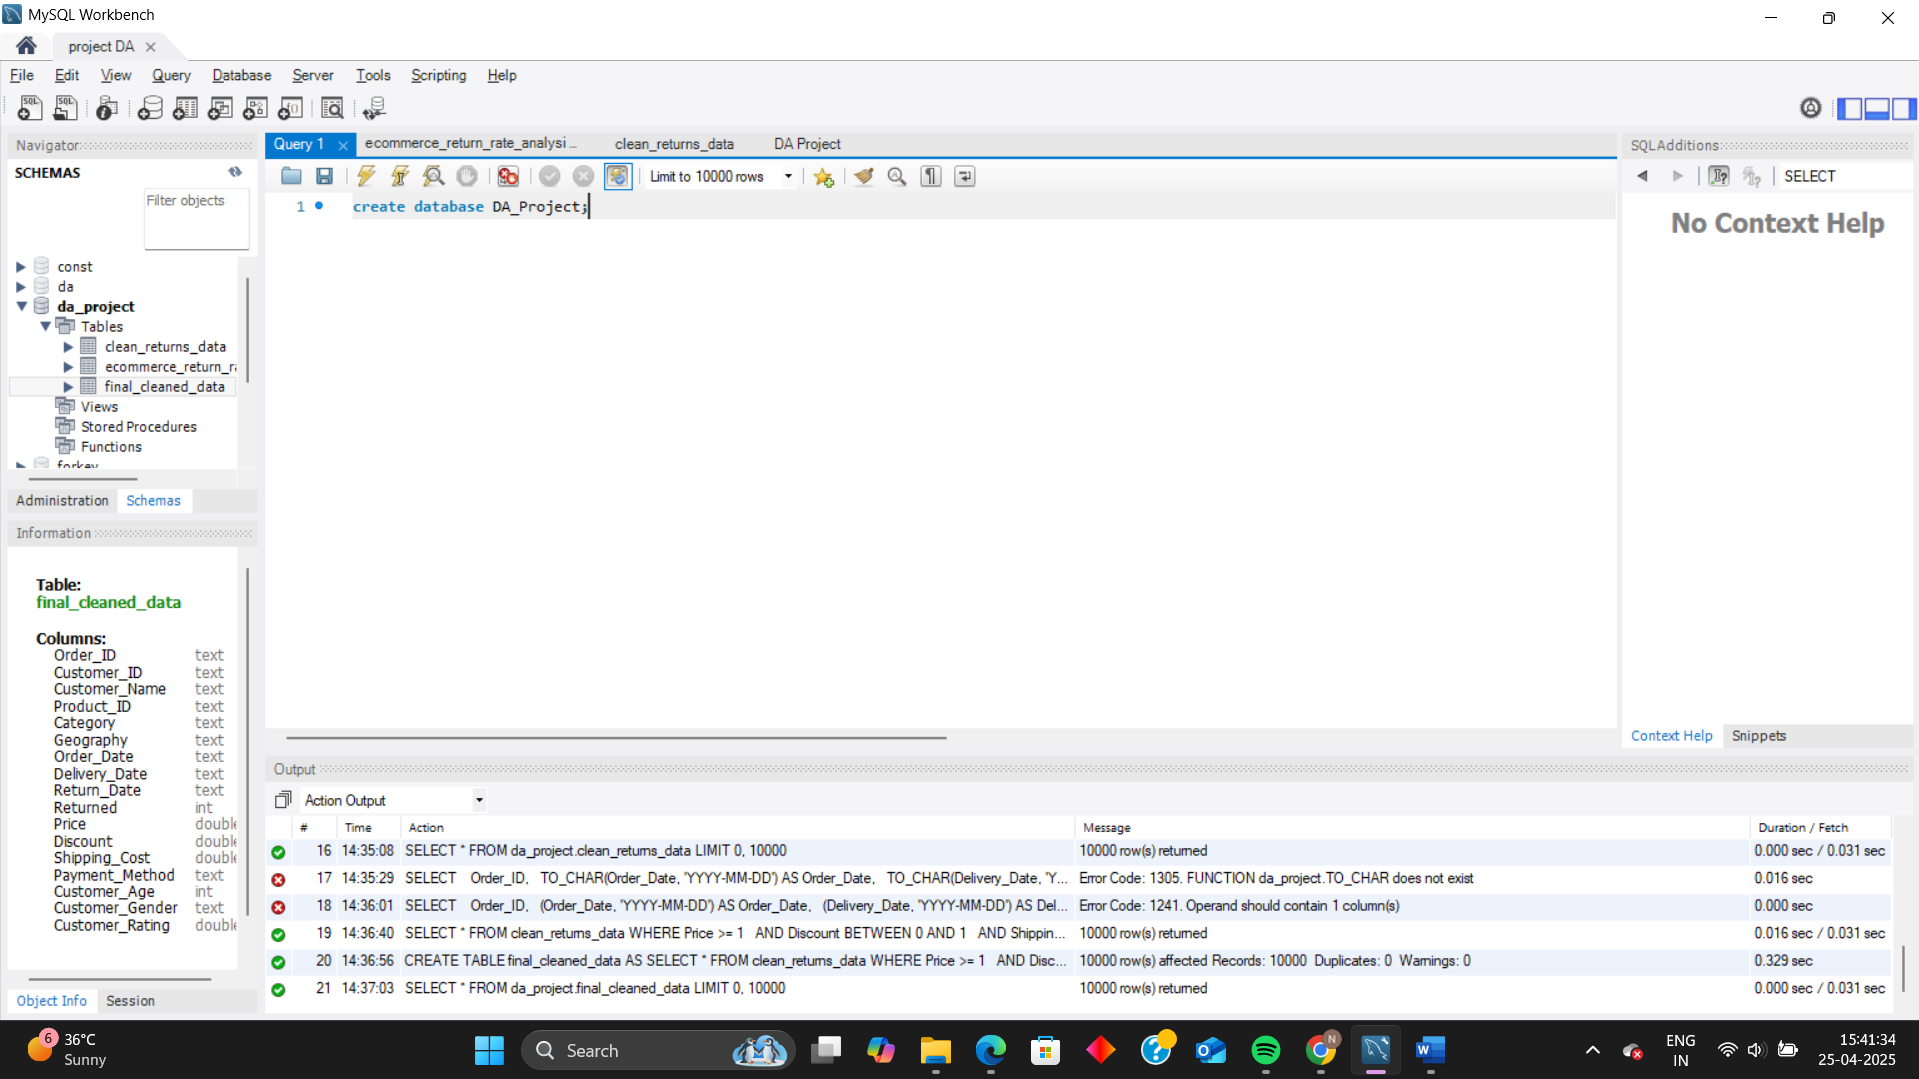 MySQL Workbench
project DA
File Edit View Query Database Server Tools Scripting Help
Navigator
SCHEMAS
Filter objects
const
da
da_project
Tables
clean_returns_data
ecommerce_return_ra
final_cleaned_data
Views
Stored Procedures
Functions
forkey
Administration Schemas
Information
Table:
final_cleaned_data
Columns:
Order_ID text
Customer_ID text
Customer_Name text
Product_ID text
Category text
Geography text
Order_Date text
Delivery_Date text
Return_Date text
Returned int
Price double
Discount double
Shipping_Cost double
Payment_Method text
Customer_Age int
Customer_Gender text
Customer_Rating double
Object Info Session
Query 1 ecommerce_return_rate_analysi... clean_returns_data DA Project
Limit to 10000 rows
1 create database DA_Project;
SQLAdditions
SELECT
No Context Help
Context Help Snippets
Output
Action Output
# Time Action Message Duration / Fetch
16 14:35:08 SELECT * FROM da_project.clean_returns_data LIMIT 0, 10000 10000 row(s) returned 0.000 sec / 0.031 sec
17 14:35:29 SELECT Order_ID, TO_CHAR(Order_Date, 'YYYY-MM-DD') AS Order_Date, TO_CHAR(Delivery_Date, 'Y... Error Code: 1305. FUNCTION da_project.TO_CHAR does not exist 0.016 sec
18 14:36:01 SELECT Order_ID, (Order_Date, 'YYYY-MM-DD') AS Order_Date, (Delivery_Date, 'YYYY-MM-DD') AS Del... Error Code: 1241. Operand should contain 1 column(s) 0.000 sec
19 14:36:40 SELECT * FROM clean_returns_data WHERE Price >= 1 AND Discount BETWEEN 0 AND 1 AND Shippin... 10000 row(s) returned 0.016 sec / 0.031 sec
20 14:36:56 CREATE TABLE final_cleaned_data AS SELECT * FROM clean_returns_data WHERE Price >= 1 AND Disc... 10000 row(s) affected Records: 10000 Duplicates: 0 Warnings: 0 0.329 sec
21 14:37:03 SELECT * FROM da_project.final_cleaned_data LIMIT 0, 10000 10000 row(s) returned 0.000 sec / 0.031 sec
6 36°C
Sunny
Search
N
ENG
IN
15:41:34
25-04-2025